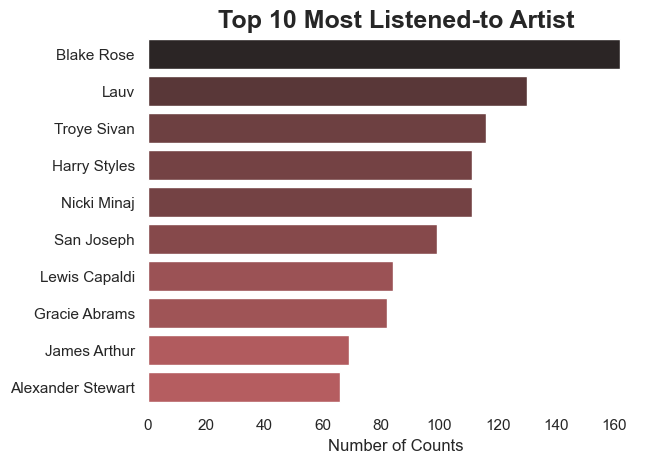 Top 10 Most Listened-to Artist
Blake Rose
Lauv
Troye Sivan
Harry Styles
Nicki Minaj
San Joseph
Lewis Capaldi
Gracie Abrams
James Arthur
Alexander Stewart
0 20 40 60 80 100 120 140 160
Number of Counts